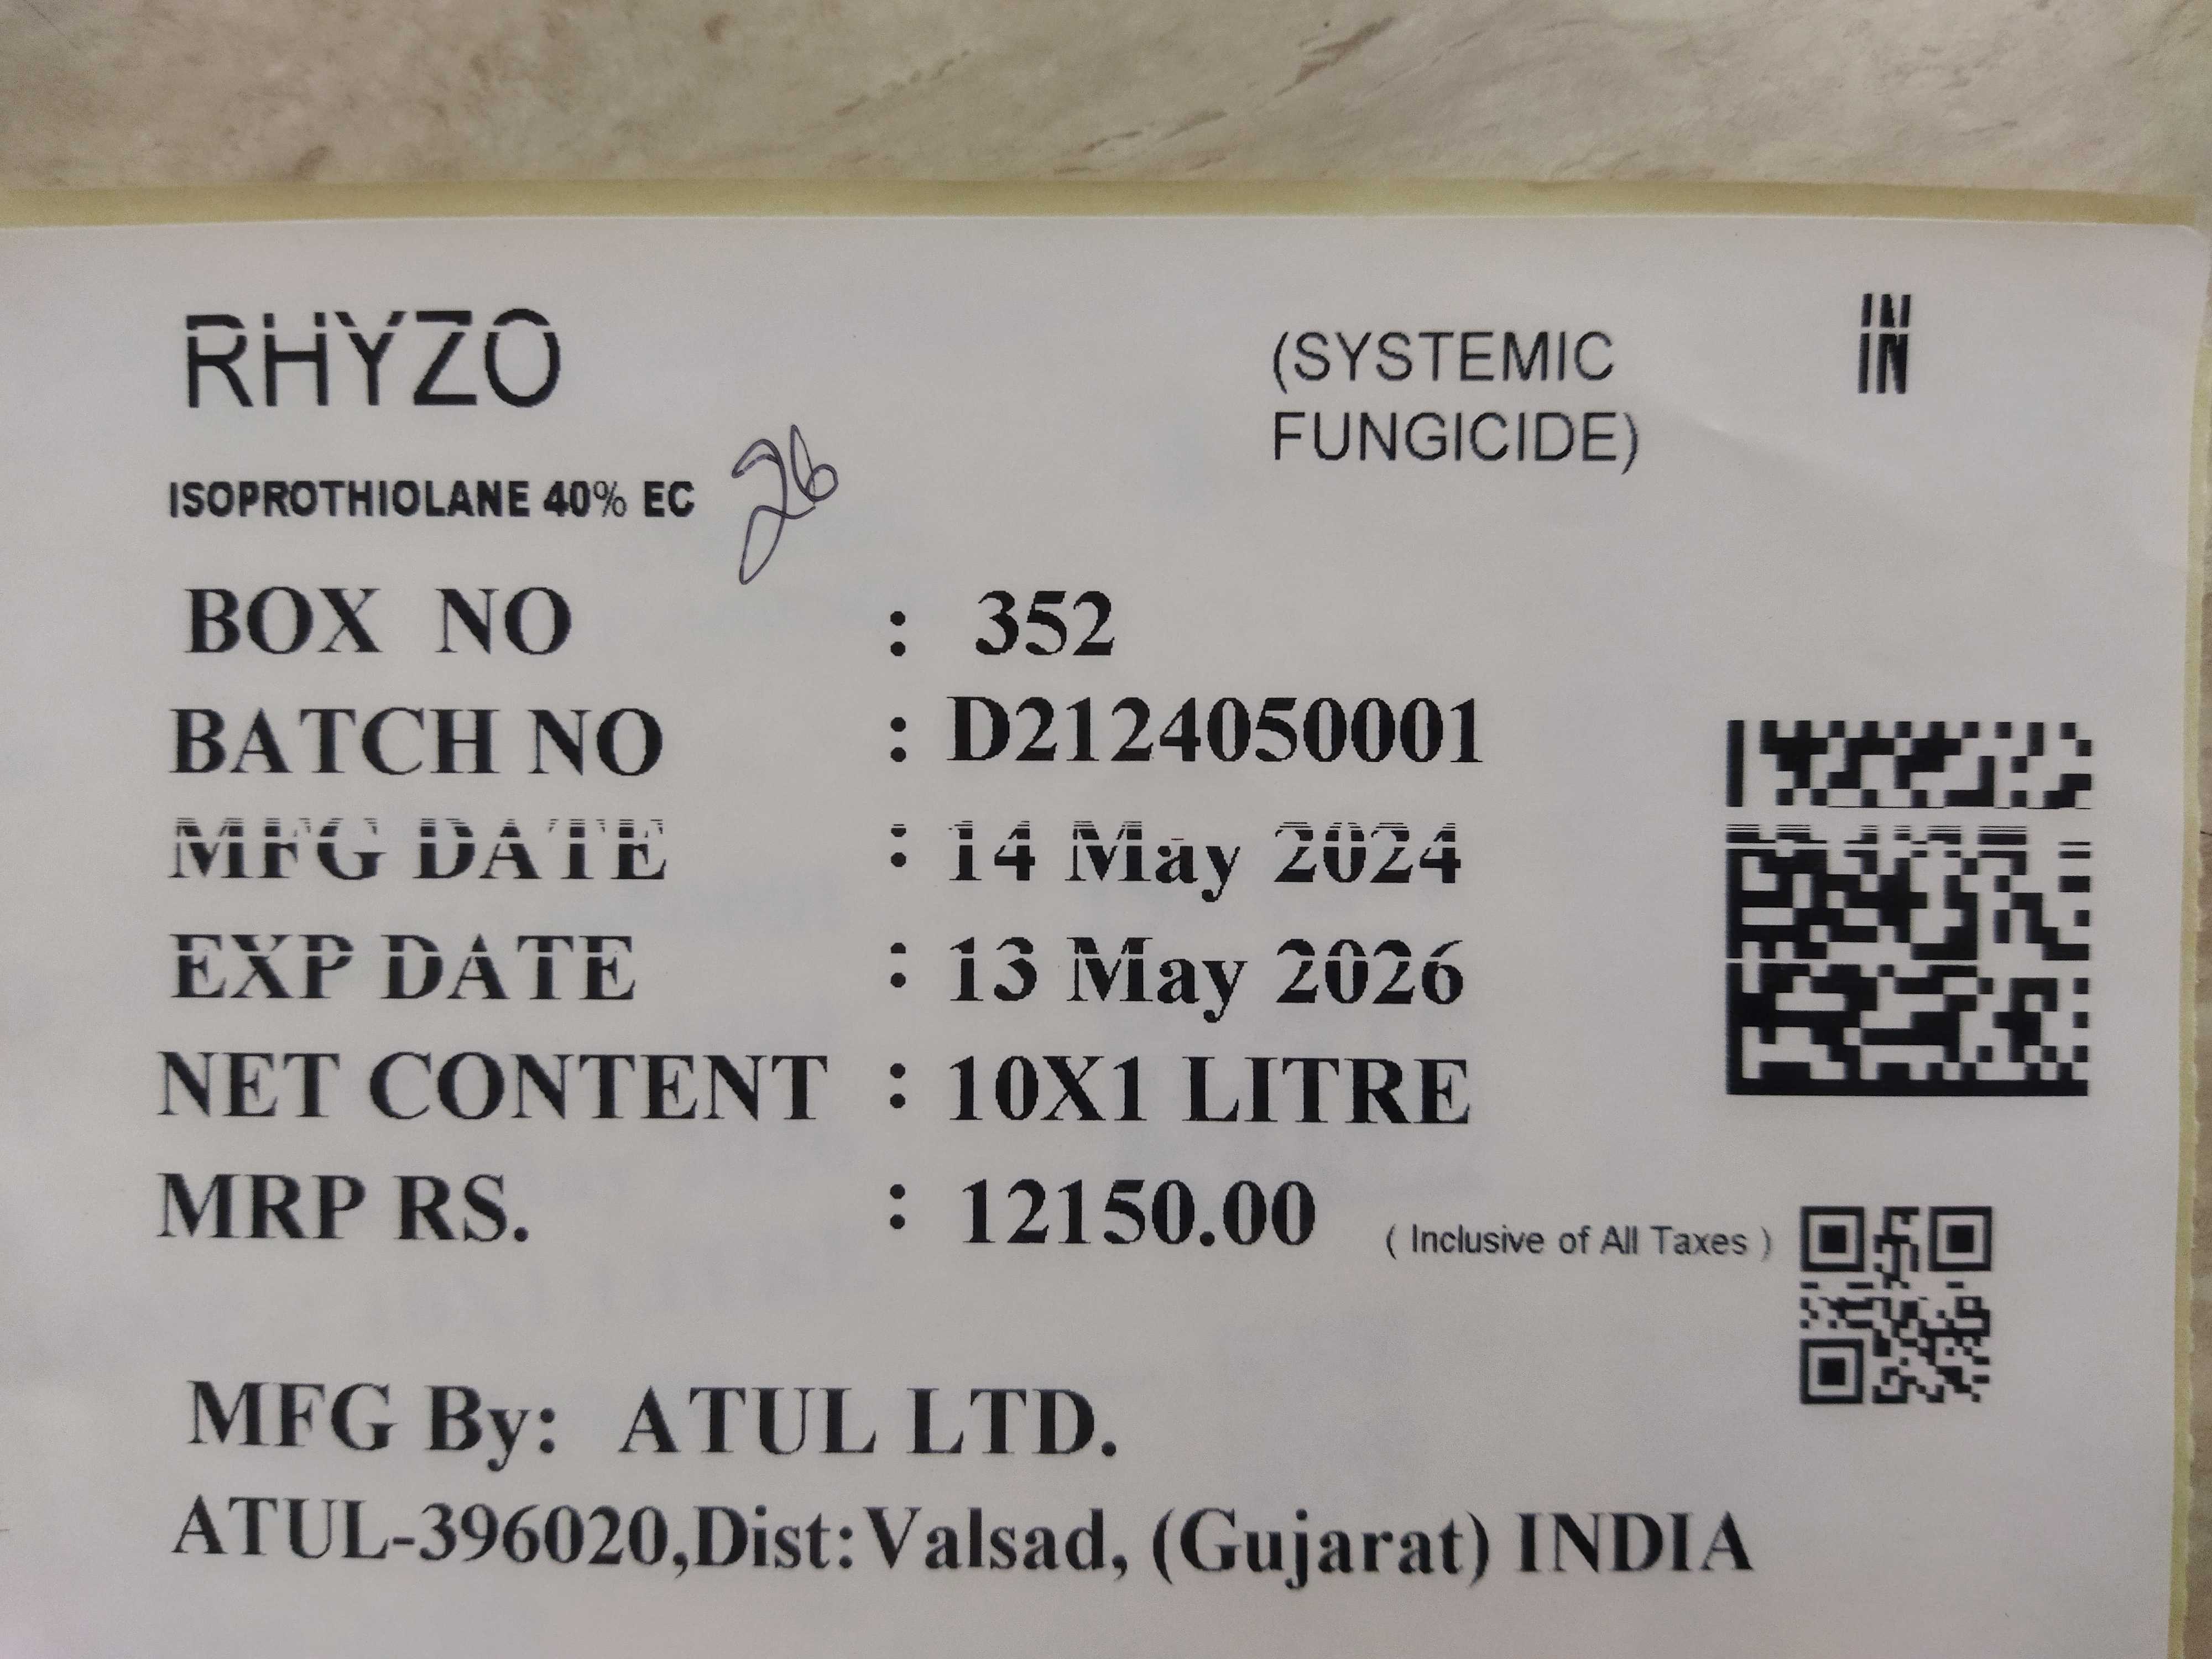 RHYZO
(SYSTEMIC
FUNGICIDE)
IN
ISOPROTHIOLANE 40% EC
26
BOX NO : 352
BATCH NO : D2124050001
MFG DATE : 14 May 2024
EXP DATE : 13 May 2026
NET CONTENT : 10X1 LITRE
MRP RS. : 12150.00 ( Inclusive of All Taxes )
MFG By: ATUL LTD.
ATUL-396020,Dist:Valsad, (Gujarat) INDIA